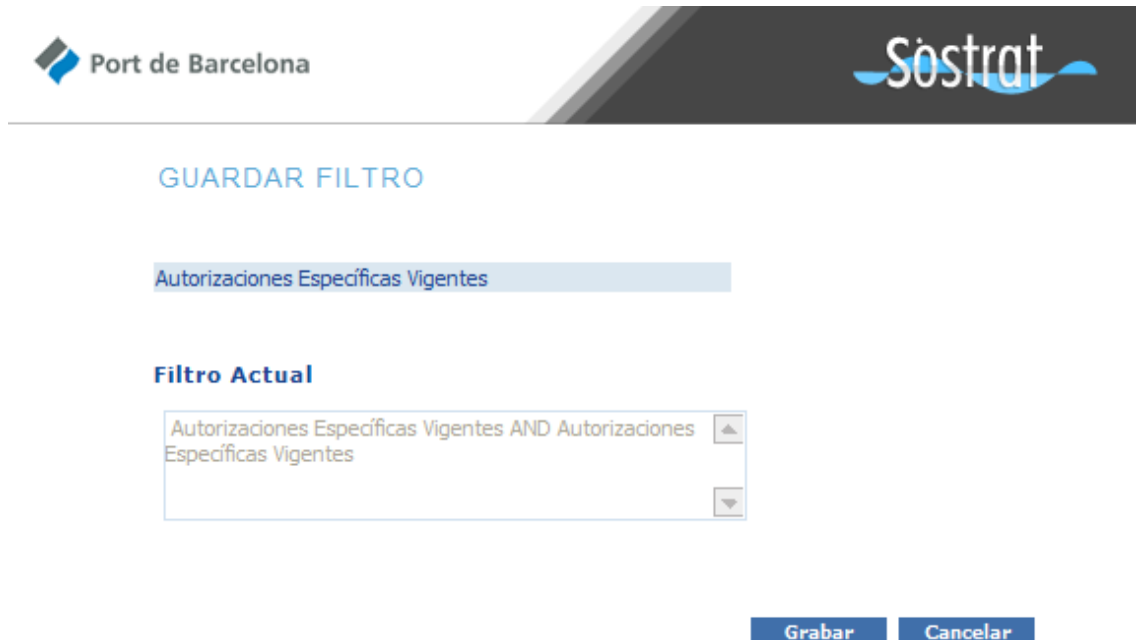 Port de Barcelona
Sòstrat
GUARDAR FILTRO
Autorizaciones Específicas Vigentes
Filtro Actual
Autorizaciones Específicas Vigentes AND Autorizaciones
Específicas Vigentes
Grabar Cancelar